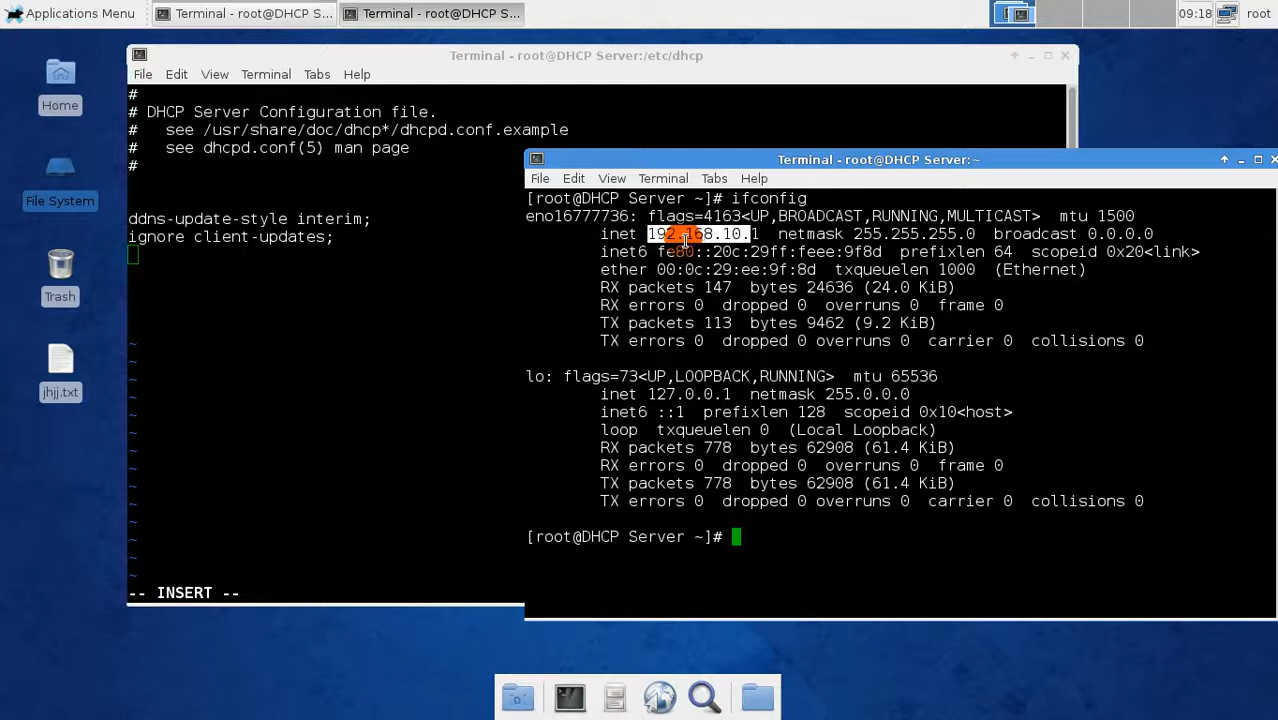 Applications Menu
Terminal - root@DHCP S...
Terminal - root@DHCP S...
09:18
root
Home
File System
Trash
jhjj.txt
Terminal - root@DHCP Server:/etc/dhcp
File Edit View Terminal Tabs Help
#
# DHCP Server Configuration file.
#   see /usr/share/doc/dhcp*/dhcpd.conf.example
#   see dhcpd.conf(5) man page
#
ddns-update-style interim;
ignore client-updates;
~
~
~
~
~
~
~
~
~
~
~
~
~
~
-- INSERT --
Terminal - root@DHCP Server:~
File Edit View Terminal Tabs Help
[root@DHCP Server ~]# ifconfig
eno16777736: flags=4163<UP,BROADCAST,RUNNING,MULTICAST>  mtu 1500
inet 192.168.10.1  netmask 255.255.255.0  broadcast 0.0.0.0
inet6 fe80::20c:29ff:feee:9f8d  prefixlen 64  scopeid 0x20<link>
ether 00:0c:29:ee:9f:8d  txqueuelen 1000  (Ethernet)
RX packets 147  bytes 24636 (24.0 KiB)
RX errors 0  dropped 0  overruns 0  frame 0
TX packets 113  bytes 9462 (9.2 KiB)
TX errors 0  dropped 0 overruns 0  carrier 0  collisions 0
lo: flags=73<UP,LOOPBACK,RUNNING>  mtu 65536
inet 127.0.0.1  netmask 255.0.0.0
inet6 ::1  prefixlen 128  scopeid 0x10<host>
loop  txqueuelen 0  (Local Loopback)
RX packets 778  bytes 62908 (61.4 KiB)
RX errors 0  dropped 0  overruns 0  frame 0
TX packets 778  bytes 62908 (61.4 KiB)
TX errors 0  dropped 0 overruns 0  carrier 0  collisions 0
[root@DHCP Server ~]#